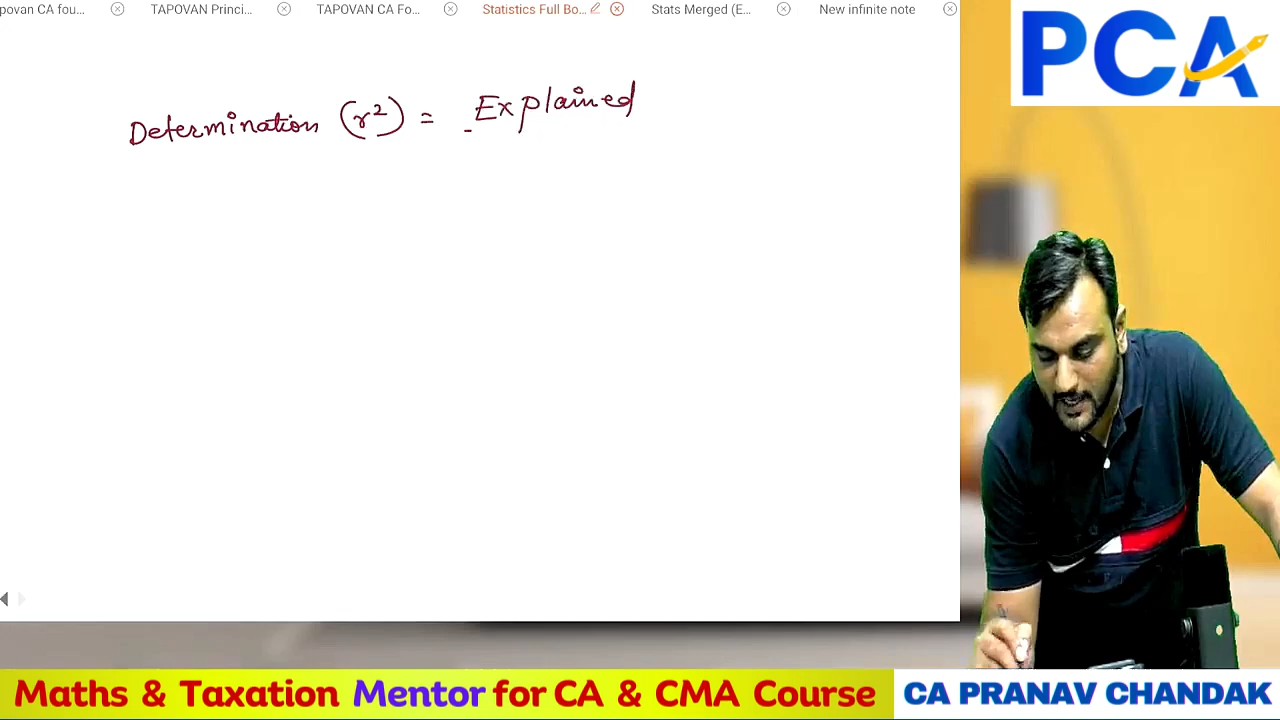 povan CA fou... TAPOVAN Princi... TAPOVAN CA Fo... Statistics Full Bo... Stats Merged (E... New infinite note
PCA
Determination (r²) = Explained
Maths & Taxation Mentor for CA & CMA Course
CA PRANAV CHANDAK